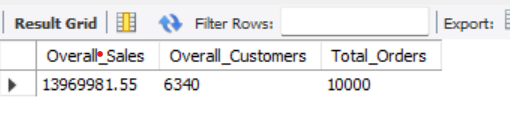 Result Grid Filter Rows: Export:
Overall_Sales Overall_Customers Total_Orders
13969981.55 6340 10000